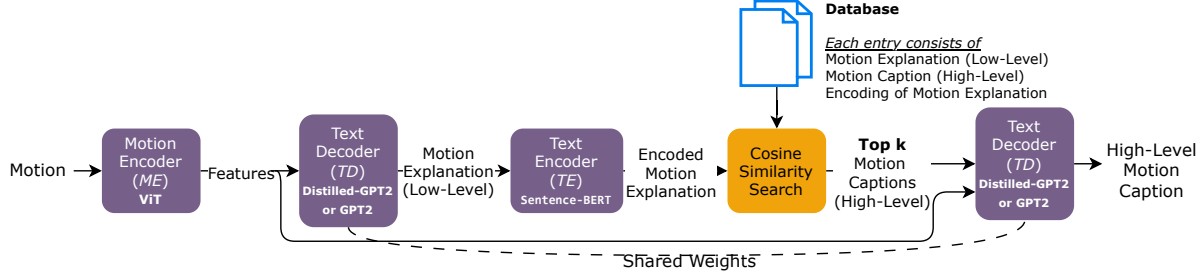 Database
Each entry consists of
Motion Explanation (Low-Level)
Motion Caption (High-Level)
Encoding of Motion Explanation
Motion
Motion
Encoder
(ME)
ViT
Features
Text
Decoder
(TD)
Distilled-GPT2
or GPT2
Motion
Explanation
(Low-Level)
Text
Encoder
(TE)
Sentence-BERT
Encoded
Motion
Explanation
Cosine
Similarity
Search
Top k
Motion
Captions
(High-Level)
Text
Decoder
(TD)
Distilled-GPT2
or GPT2
High-Level
Motion
Caption
Shared Weights